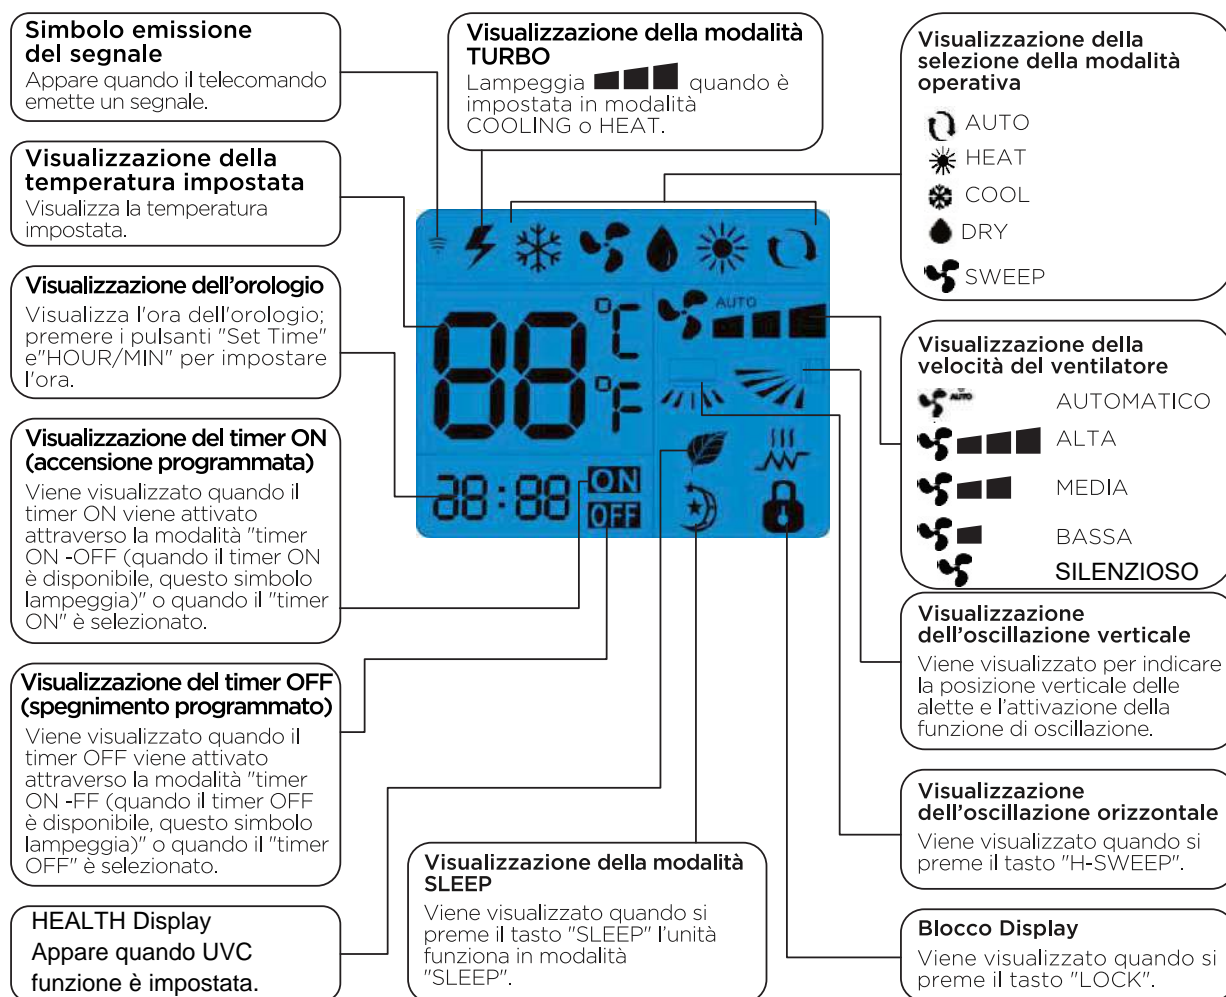 Simbolo emissione
del segnale
Appare quando il telecomando
emette un segnale.
Visualizzazione della
temperatura impostata
Visualizza la temperatura
impostata.
Visualizzazione dell'orologio
Visualizza l'ora dell'orologio;
premere i pulsanti "Set Time"
e"HOUR/MIN" per impostare
l'ora.
Visualizzazione del timer ON
(accensione programmata)
Viene visualizzato quando il
timer ON viene attivato
attraverso la modalità "timer
ON -OFF (quando il timer ON
è disponibile, questo simbolo
lampeggia)" o quando il "timer
ON" è selezionato.
Visualizzazione del timer OFF
(spegnimento programmato)
Viene visualizzato quando il
timer OFF viene attivato
attraverso la modalità "timer
ON -FF (quando il timer OFF
è disponibile, questo simbolo
lampeggia)" o quando il "timer
OFF" è selezionato.
HEALTH Display
Appare quando UVC
funzione è impostata.
Visualizzazione della modalità
TURBO
Lampeggia quando è
impostata in modalità
COOLING o HEAT.
88 °C
°F
AUTO
88:88 ON
OFF
Visualizzazione della modalità
SLEEP
Viene visualizzato quando si
preme il tasto "SLEEP" l'unità
funziona in modalità
"SLEEP".
Visualizzazione della
selezione della modalità
operativa
AUTO
HEAT
COOL
DRY
SWEEP
Visualizzazione della
velocità del ventilatore
AUTO AUTOMATICO
ALTA
MEDIA
BASSA
SILENZIOSO
Visualizzazione
dell'oscillazione verticale
Viene visualizzato per indicare
la posizione verticale delle
alette e l'attivazione della
funzione di oscillazione.
Visualizzazione
dell'oscillazione orizzontale
Viene visualizzato quando si
preme il tasto "H-SWEEP".
Blocco Display
Viene visualizzato quando si
preme il tasto "LOCK".